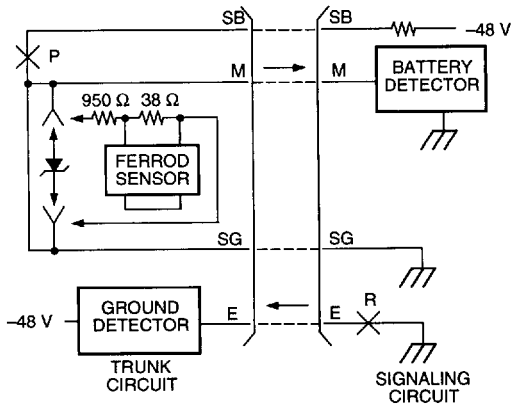 SB SB
–48 V
P
M M
BATTERY
DETECTOR
950 Ω 38 Ω
FERROD
SENSOR
SG SG
–48 V
GROUND
DETECTOR
E E
R
TRUNK
CIRCUIT
SIGNALING
CIRCUIT